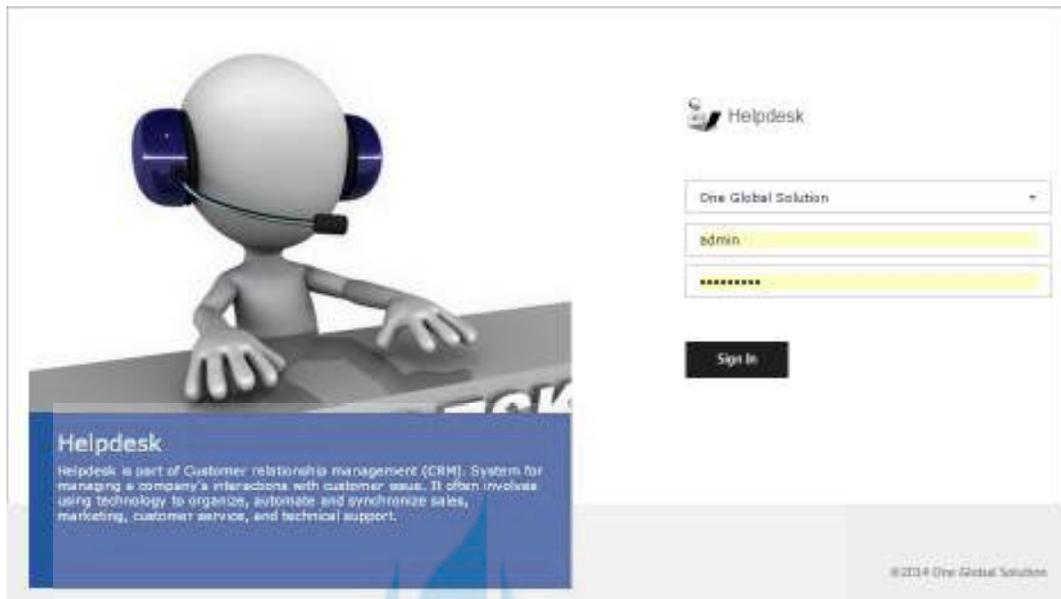 Helpdesk
One Global Solution
admin
•••••••••
Sign In
ESK
Helpdesk
Helpdesk is part of Customer relationship management (CRM). System for
managing a company's interactions with customer issue. It often involves
using technology to organize, automate and synchronize sales,
marketing, customer service, and technical support.
©2014 One Global Solution